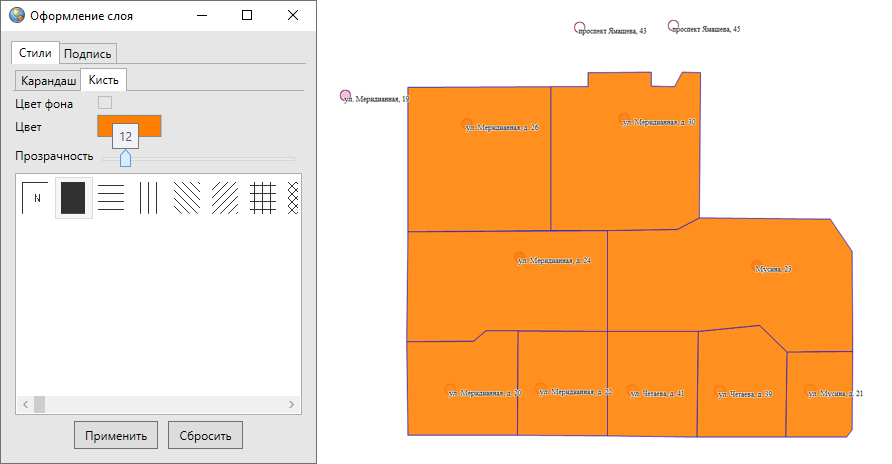 Оформление слоя
Стили Подпись
Карандаш Кисть
Цвет фона
Цвет
12
Прозрачность
N
Применить Сбросить
проспект Ямашева, 43
проспект Ямашева, 45
ул. Меридианная, 19
ул. Меридианная, д. 26
ул. Меридианная, д. 30
ул. Меридианная, д. 24
Мусина, 23
ул. Меридианная, д. 20
ул. Меридианная, д. 22
ул. Четаева, д. 41
ул. Четаева, д. 39
ул. Мусина, д. 21